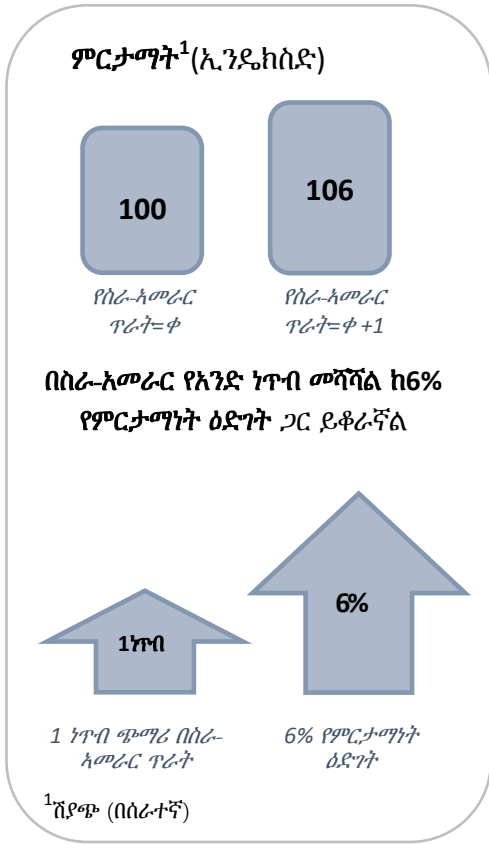 ምርታማት¹(ኢንዴክስድ)
100
106
የስራ-አመራር
ጥራት=ቀ
የስራ-አመራር
ጥራት=ቀ +1
በስራ-አመራር የአንድ ነጥብ መሻሻል ከ6%
የምርታማነት ዕድገት ጋር ይቆራኛል
1ነጥብ
6%
1 ነጥብ ጭማሪ በስራ-
አመራር ጥራት
6% የምርታማነት
ዕድገት
¹ሽያጭ (በሰራተኛ)